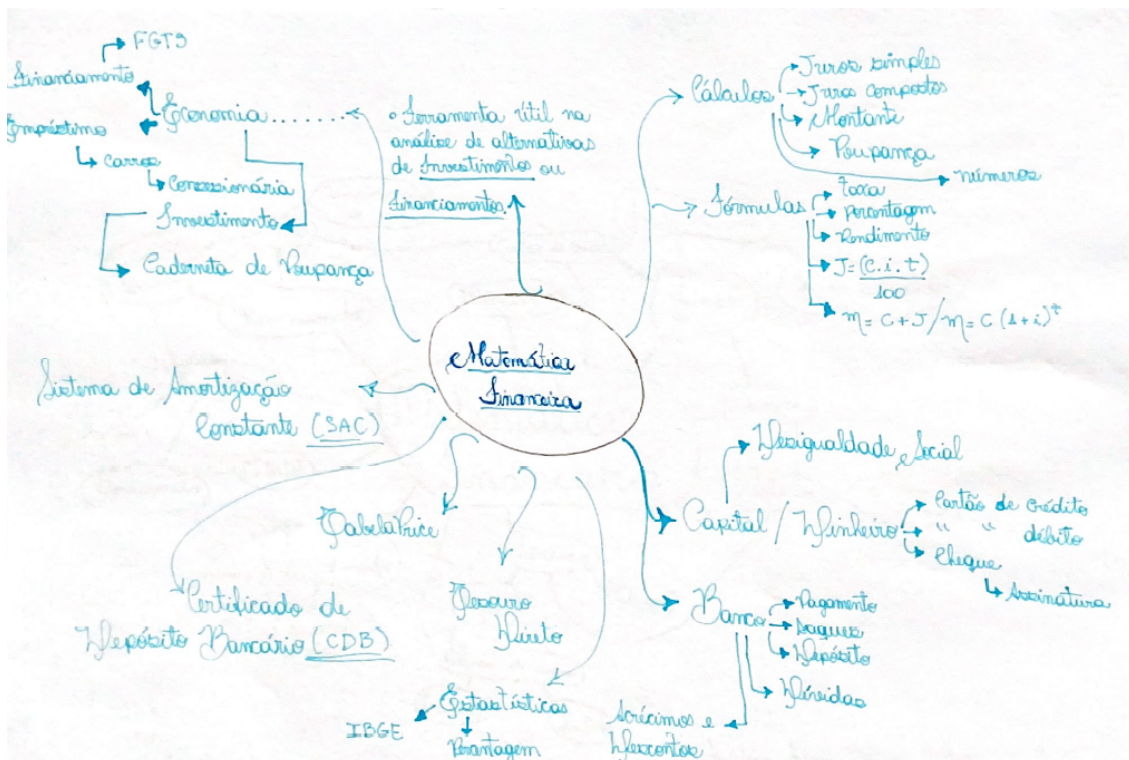 FGTS
Financiamento
Economia.......
Empréstimo
Carros
Concessionária
Investimento
Caderneta de Poupança
• Ferramenta útil na
análise de alternativas
de Investimentos ou
Financiamentos.
Cálculos
Juros simples
Juros compostos
Montante
Poupança
números
Fórmulas
Taxa
Porcentagem
Rendimento
J = (C.i.t)
100
M = C + J / M = C (1+i)^t
Matemática
Financeira
Sistema de Amortização
Constante (SAC)
Tabela Price
Certificado de
Depósito Bancário (CDB)
Tesouro
Direto
Estastísticas
IBGE
Desigualdade Social
Capital / Dinheiro
Cartão de crédito
" " débito
Cheque
Assinatura
Banco
Pagamento
saques
Depósito
Dívidas
Acrécimos e
Descontos